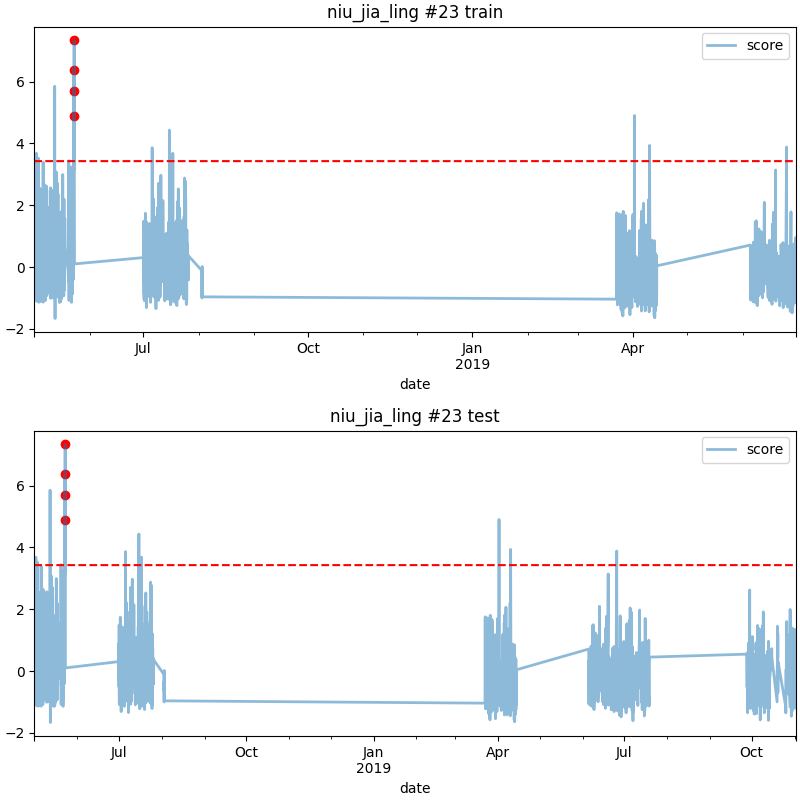 niu_jia_ling #23 train
score
6
4
2
0
−2
Jul
Oct
Jan
2019
Apr
date
niu_jia_ling #23 test
score
6
4
2
0
−2
Jul
Oct
Jan
2019
Apr
Jul
Oct
date